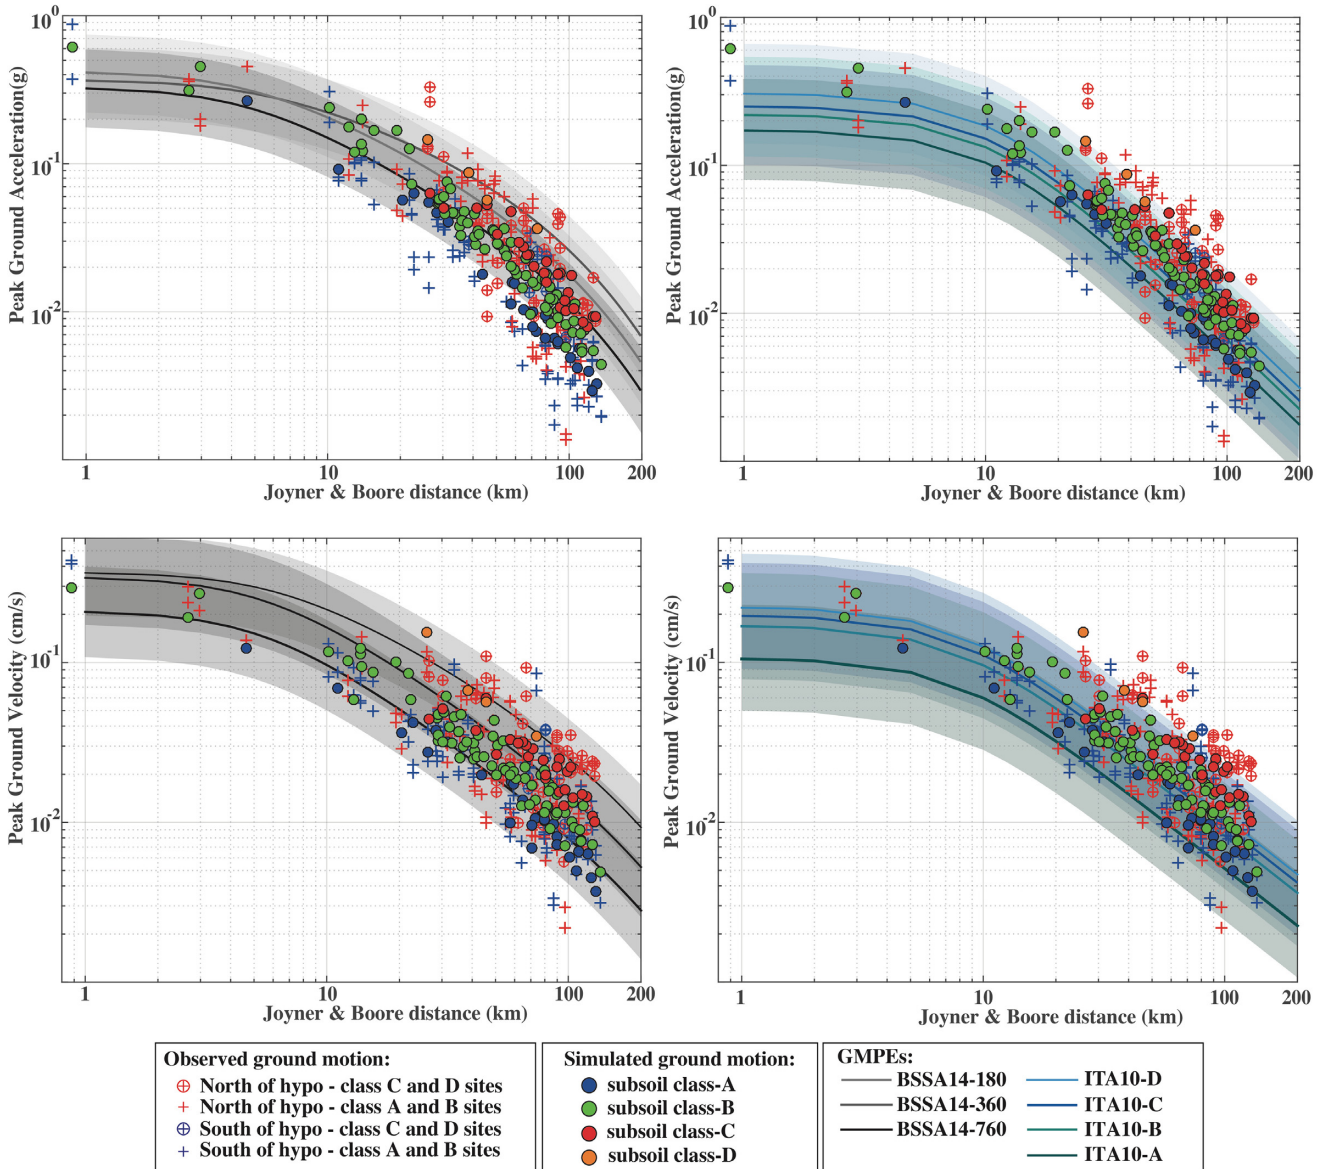 10^0
10^-1
10^-2
Peak Ground Acceleration(g)
1 10 100 200
Joyner & Boore distance (km)
10^0
10^-1
10^-2
Peak Ground Acceleration(g)
1 10 100 200
Joyner & Boore distance (km)
10^-1
10^-2
Peak Ground Velocity (cm/s)
1 10 100 200
Joyner & Boore distance (km)
10^-1
10^-2
Peak Ground Velocity (cm/s)
1 10 100 200
Joyner & Boore distance (km)
Observed ground motion:
North of hypo - class C and D sites
North of hypo - class A and B sites
South of hypo - class C and D sites
South of hypo - class A and B sites
Simulated ground motion:
subsoil class-A
subsoil class-B
subsoil class-C
subsoil class-D
GMPEs:
BSSA14-180
BSSA14-360
BSSA14-760
ITA10-D
ITA10-C
ITA10-B
ITA10-A